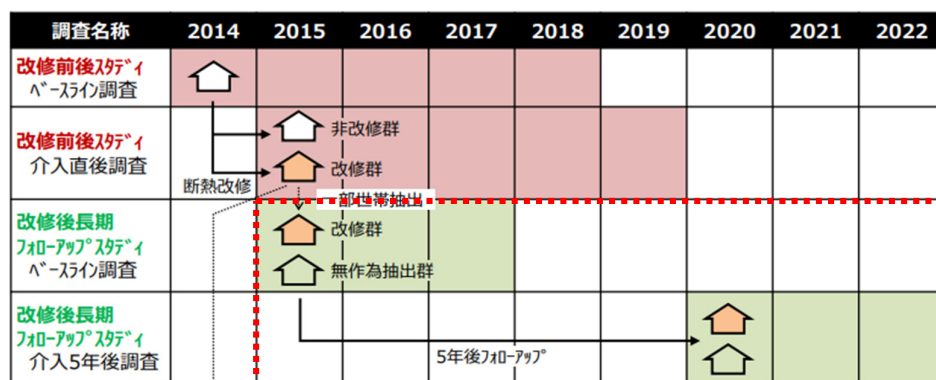 調査名称 2014 2015 2016 2017 2018 2019 2020 2021 2022
改修前後ｽﾀﾃﾞｨ
ﾍﾞｰｽﾗｲﾝ調査
改修前後ｽﾀﾃﾞｨ
介入直後調査
非改修群
改修群
断熱改修
一部世帯抽出
改修後長期
ﾌｫﾛｰｱｯﾌﾟｽﾀﾃﾞｨ
ﾍﾞｰｽﾗｲﾝ調査
改修群
無作為抽出群
改修後長期
ﾌｫﾛｰｱｯﾌﾟｽﾀﾃﾞｨ
介入5年後調査
5年後ﾌｫﾛｰｱｯﾌﾟ